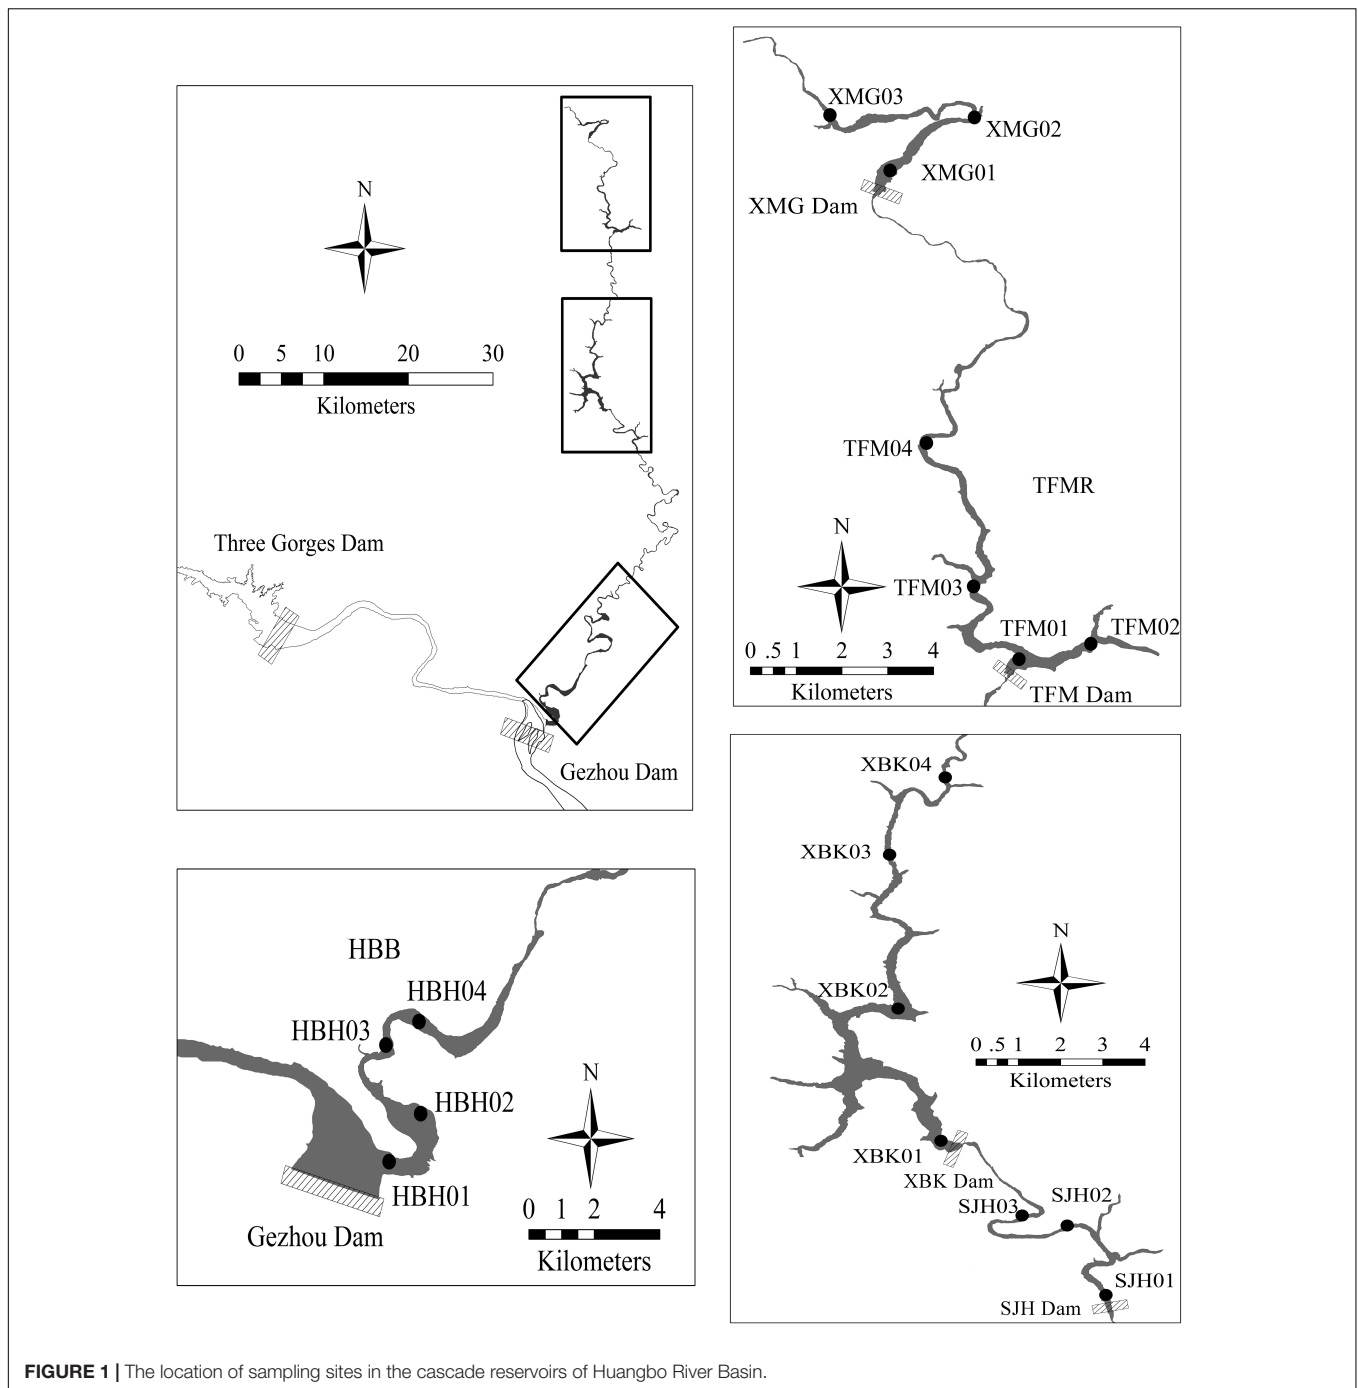 N
0 5 10 20 30
Kilometers
Three Gorges Dam
Gezhou Dam
XMG03
XMG02
XMG01
XMG Dam
TFM04
TFMR
N
TFM03
TFM01
TFM02
0 .5 1 2 3 4
Kilometers
TFM Dam
HBB
HBH04
HBH03
N
HBH02
HBH01
0 1 2 4
Gezhou Dam
Kilometers
XBK04
XBK03
N
XBK02
0 .5 1 2 3 4
Kilometers
XBK01
XBK Dam
SJH03
SJH02
SJH01
SJH Dam
FIGURE 1 | The location of sampling sites in the cascade reservoirs of Huangbo River Basin.